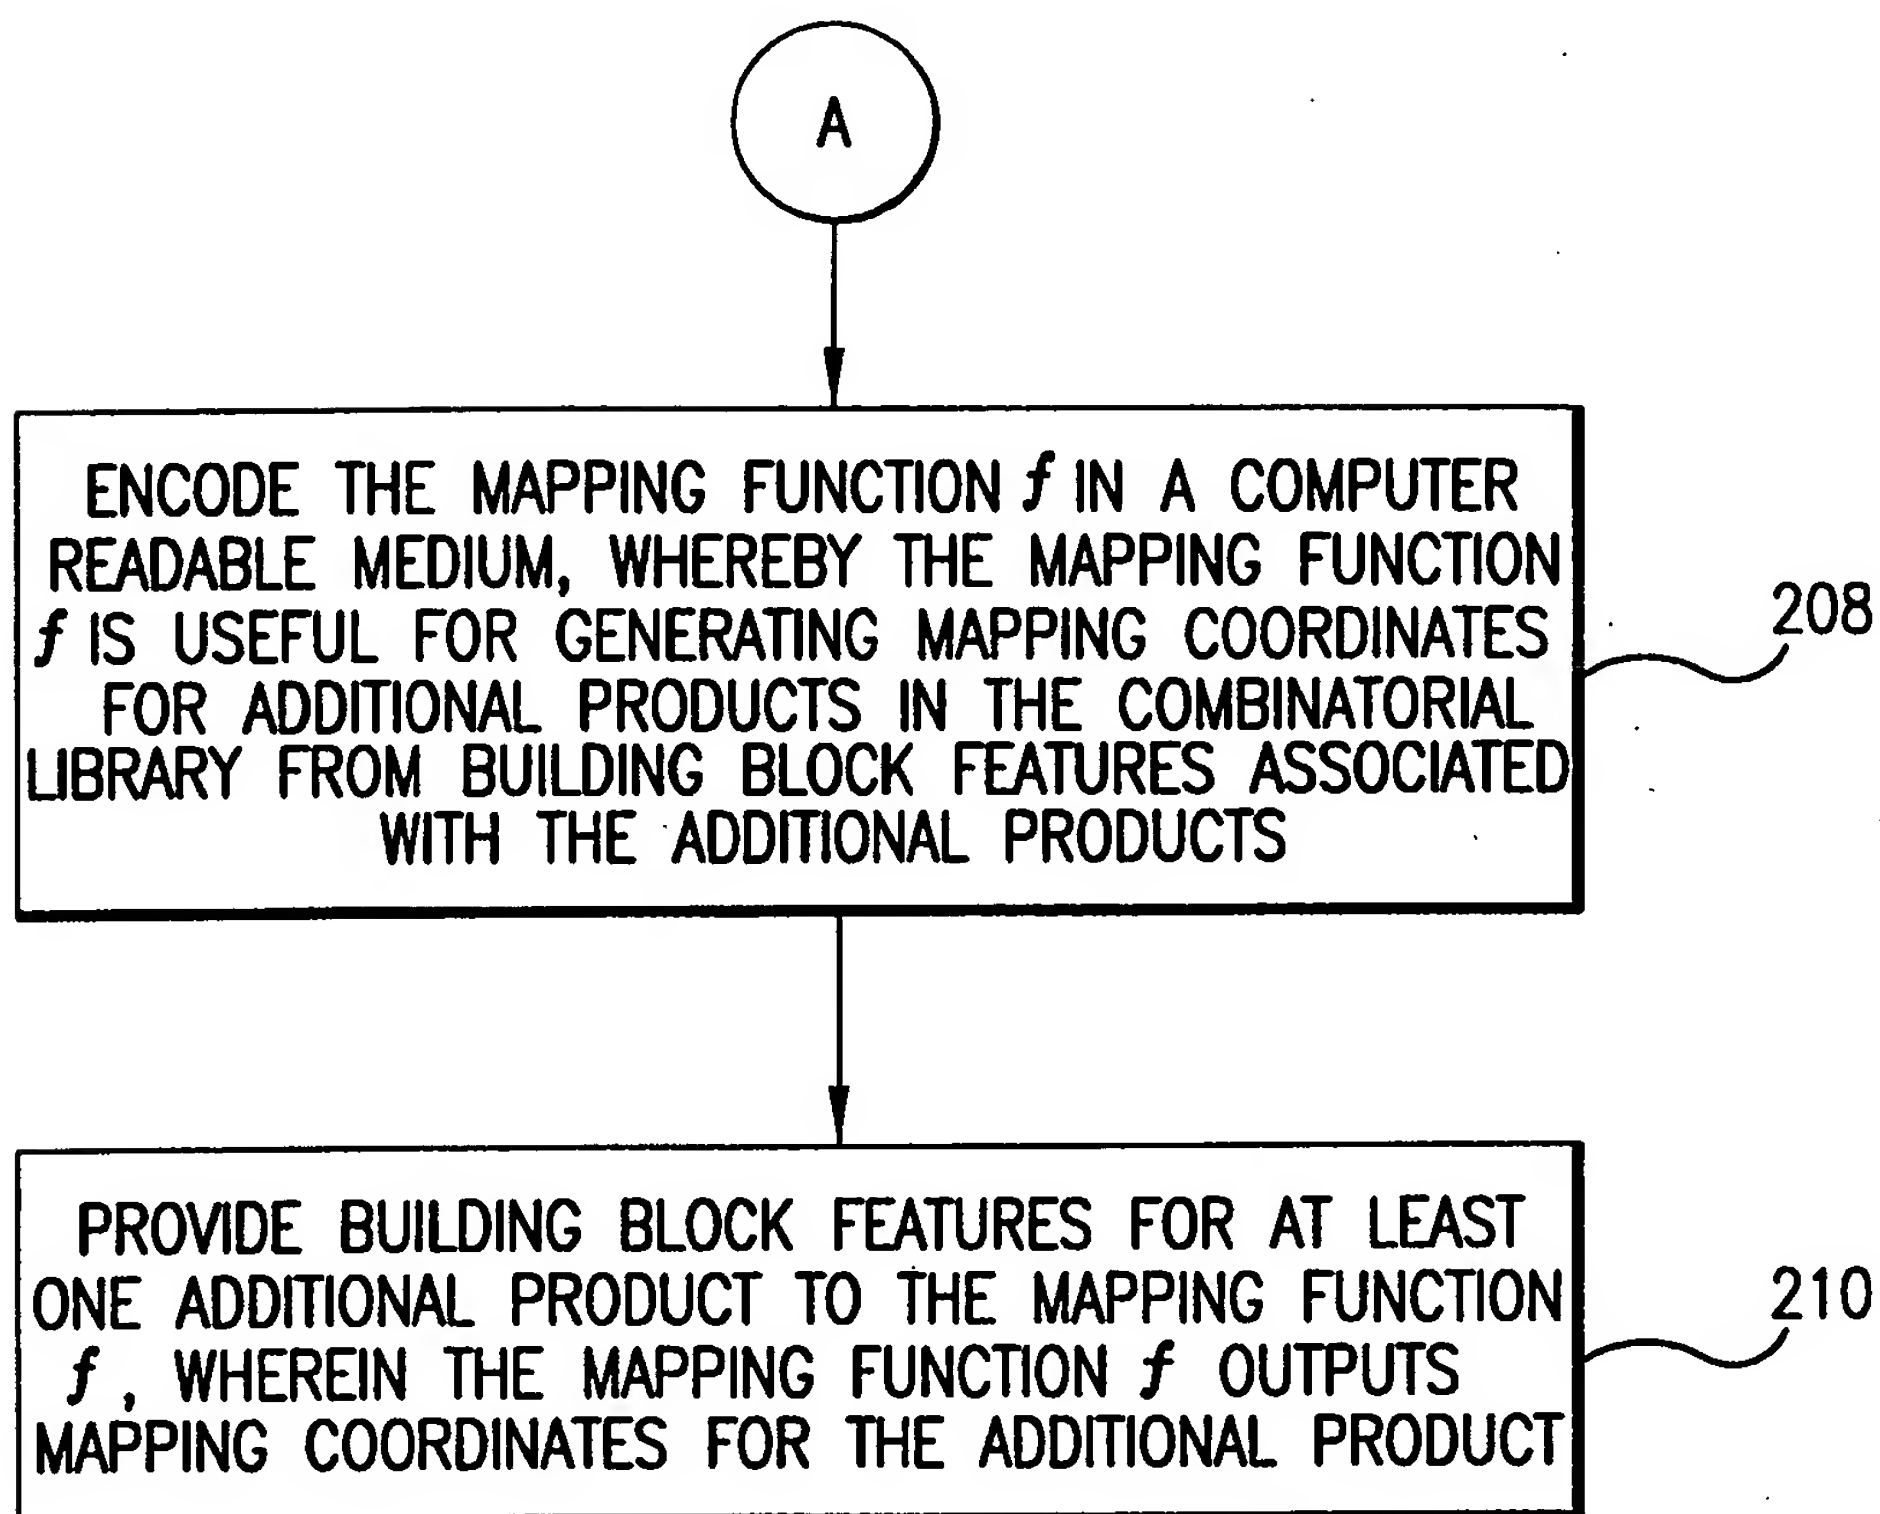 A
ENCODE THE MAPPING FUNCTION f IN A COMPUTER
READABLE MEDIUM, WHEREBY THE MAPPING FUNCTION
f IS USEFUL FOR GENERATING MAPPING COORDINATES
FOR ADDITIONAL PRODUCTS IN THE COMBINATORIAL
LIBRARY FROM BUILDING BLOCK FEATURES ASSOCIATED
WITH THE ADDITIONAL PRODUCTS
208
PROVIDE BUILDING BLOCK FEATURES FOR AT LEAST
ONE ADDITIONAL PRODUCT TO THE MAPPING FUNCTION
f, WHEREIN THE MAPPING FUNCTION f OUTPUTS
MAPPING COORDINATES FOR THE ADDITIONAL PRODUCT
210